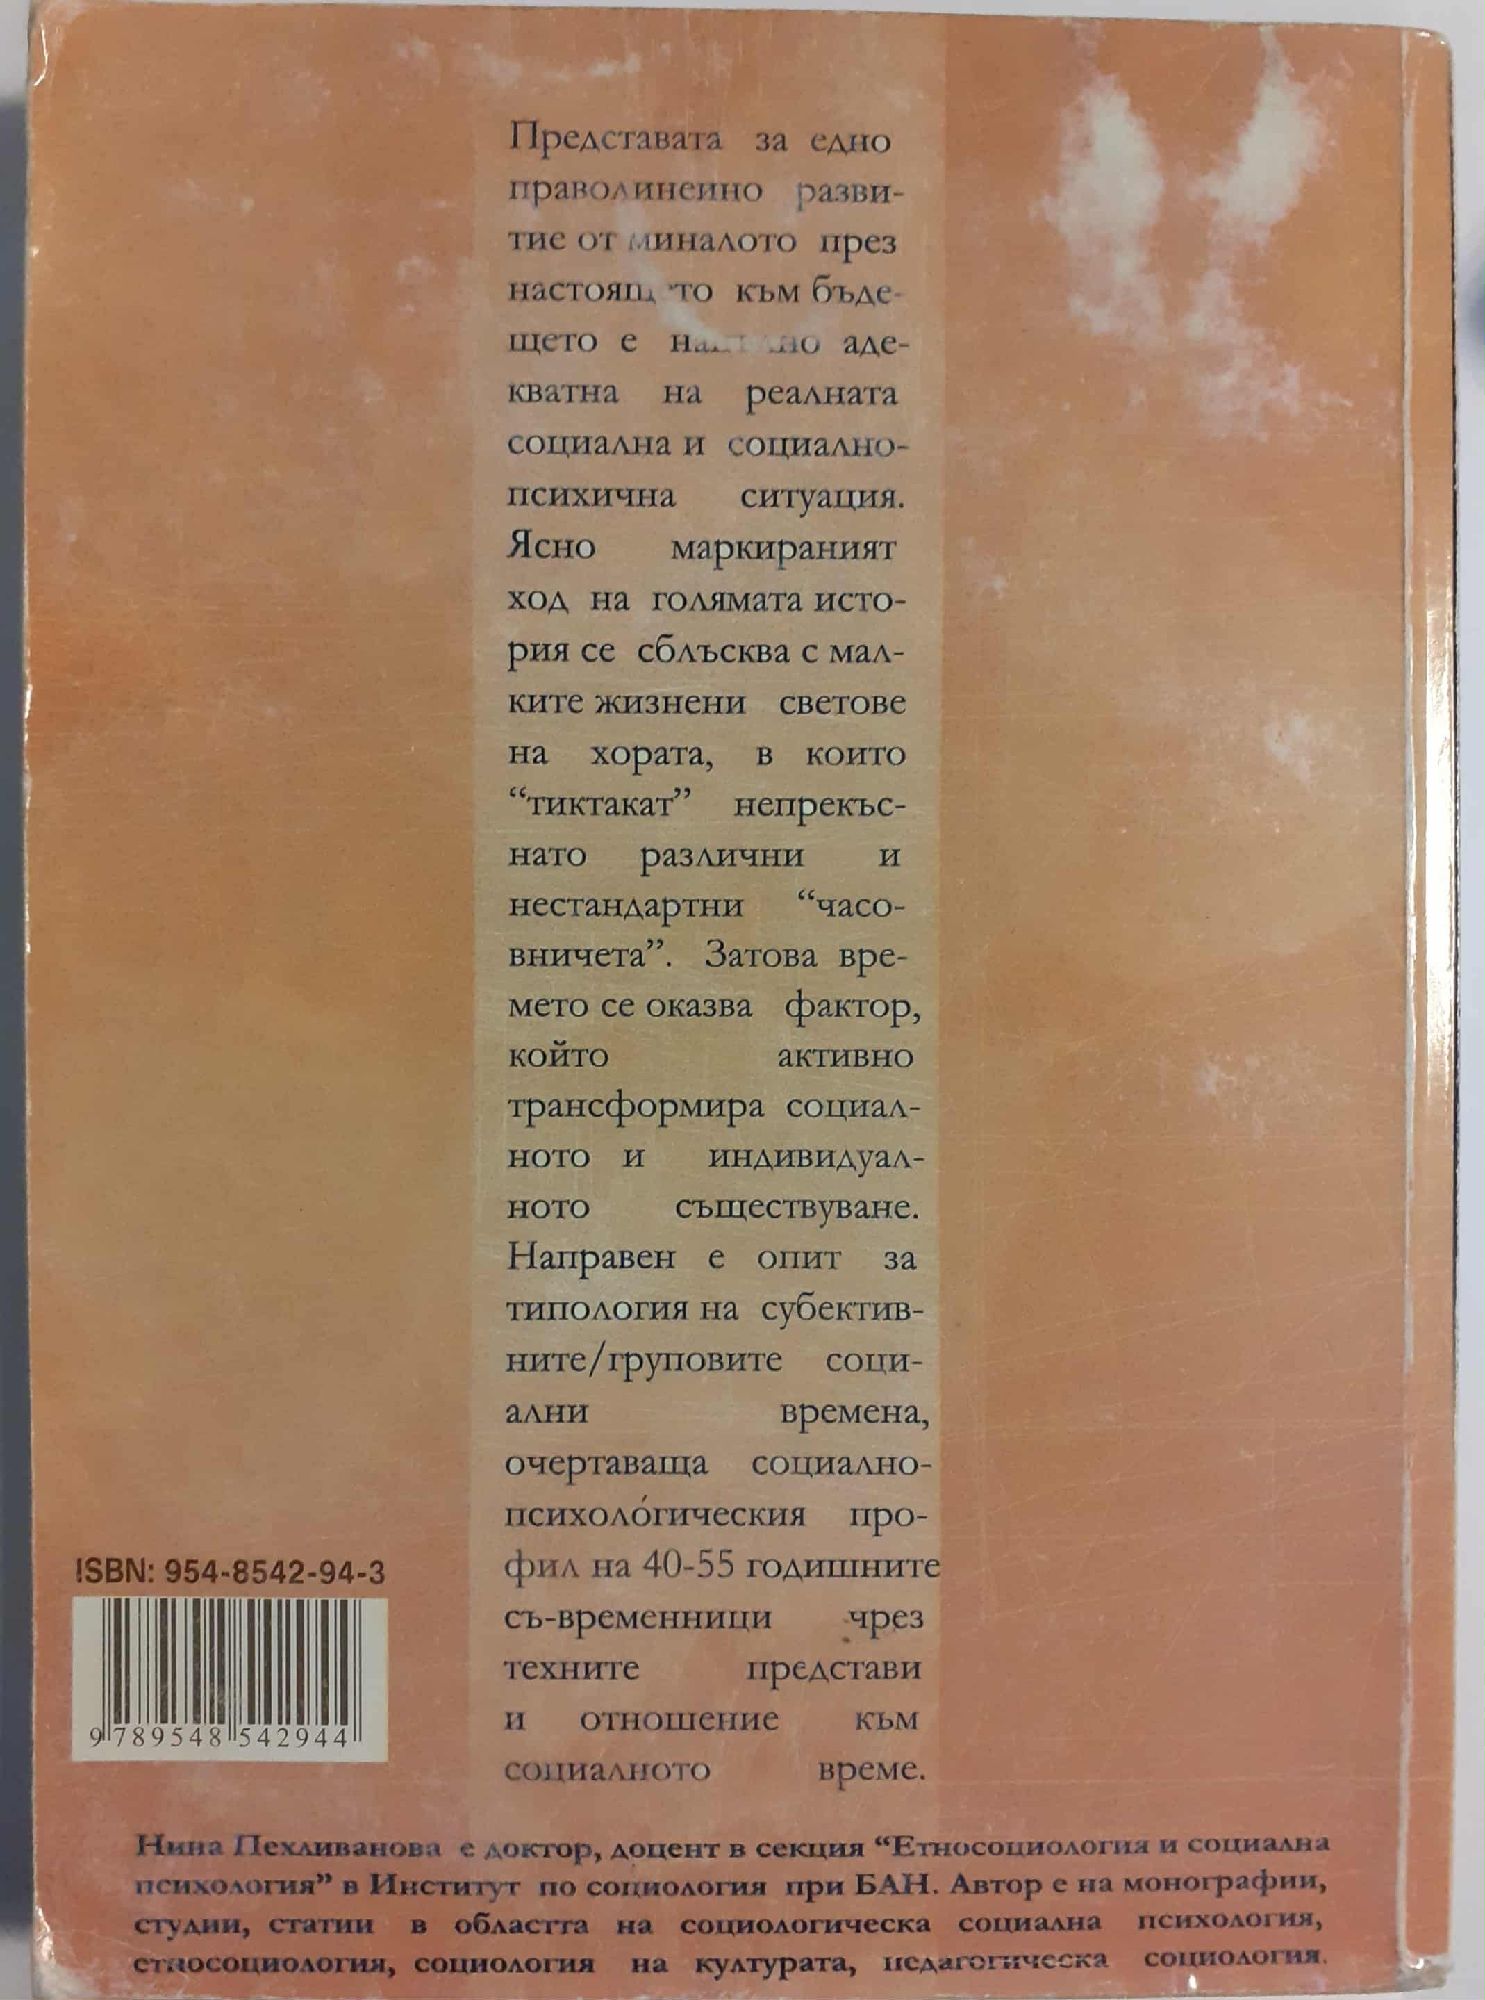 Представата за едно
праволинейно разви-
тие от миналото през
настоящето към бъде-
щето е адек-
кватна на реалната
социална и социално-
психична ситуация.
Ясно маркираният
ход на голямата исто-
рия се сблъсква с мал-
ките жизнени светове
на хората, в които
“тиктакат” непрекъс-
нато различни и
нестандартни “часо-
вничета”. Затова вре-
мето се оказва фактор,
който активно
трансформира социал-
ното и индивидуал-
ното съществуване.
Направен е опит за
типология на субектив-
ните/груповите соци-
ални времена,
очертаваща социално-
психологическия про-
фил на 40-55 годишните
съ-временници чрез
техните представи
и отношение към
социалното време.
ISBN: 954-8542-94-3
9 789548 542944
Нина Пехливанова е доктор, доцент в секция “Етносоциология и социална
психология” в Институт по социология при БАН. Автор е на монографии,
студии, статии в областта на социологическа социална психология,
етносоциология, социология на културата, педагогическа социология.